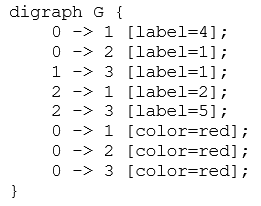 digraph G {
    0 -> 1 [label=4];
    0 -> 2 [label=1];
    1 -> 3 [label=1];
    2 -> 1 [label=2];
    2 -> 3 [label=5];
    0 -> 1 [color=red];
    0 -> 2 [color=red];
    0 -> 3 [color=red];
}